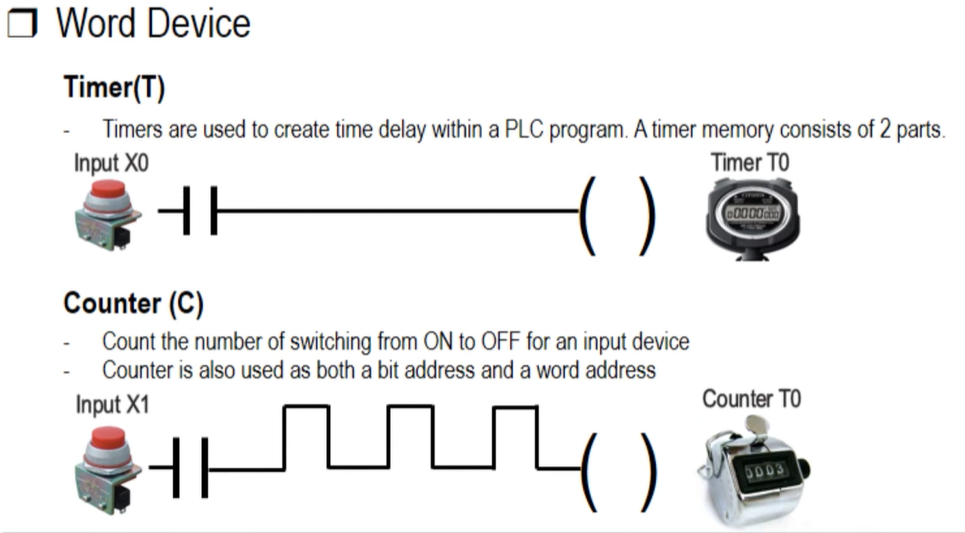 Word Device
Timer(T)
- Timers are used to create time delay within a PLC program. A timer memory consists of 2 parts.
Input X0
Timer T0
Counter (C)
- Count the number of switching from ON to OFF for an input device
- Counter is also used as both a bit address and a word address
Input X1
Counter T0
0003